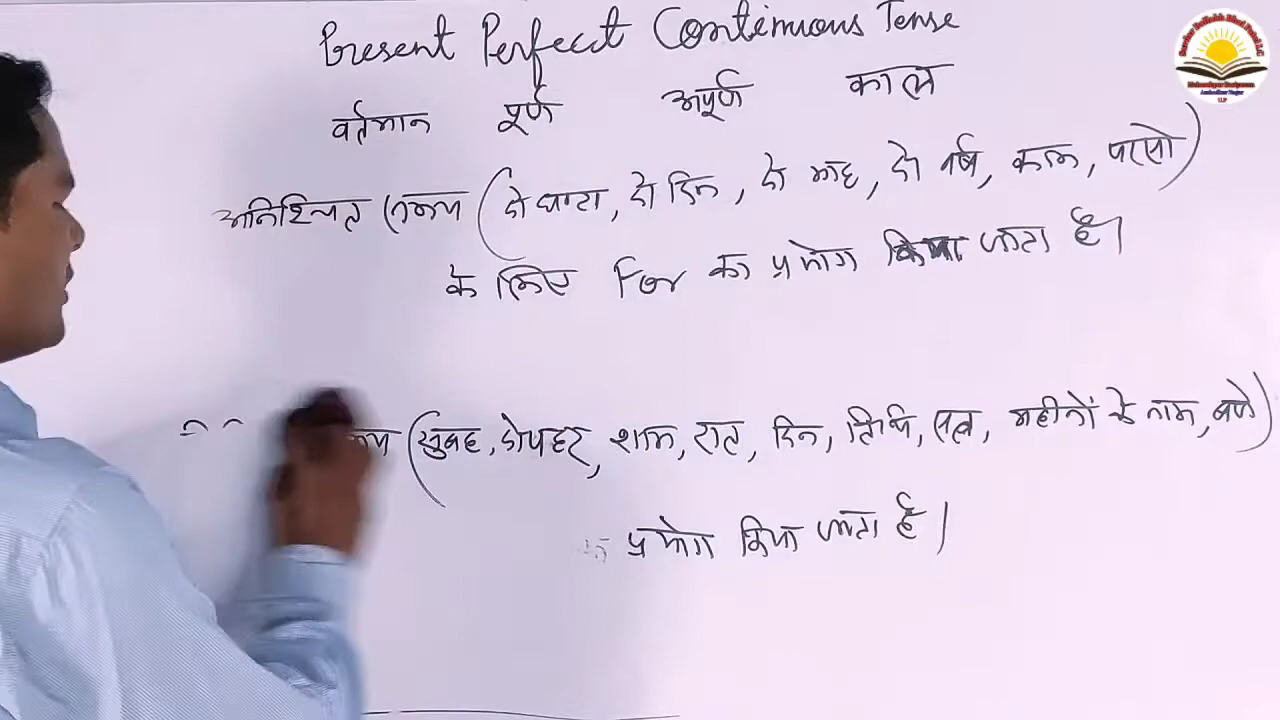 Present Perfect Continuous Tense
वर्तमान पूर्ण अपूर्ण काल
अनिश्चित समय (दो घण्टा, दो दिन, दो माह, दो वर्ष, काल, परसो)
के लिए For का प्रयोग किया जाता है।
(सुबह, दोपहर, शाम, रात, दिन, तिथि, सन, महीनों के नाम, बजे)
प्रयोग किया जाता है।